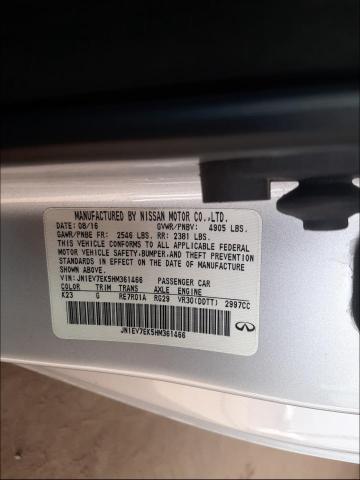 MANUFACTURED BY NISSAN MOTOR CO.,LTD.
DATE: 08/16 GVWR/PNBV: 4905 LBS.
GAWR/PNBE FR: 2546 LBS. RR: 2381 LBS.
THIS VEHICLE CONFORMS TO ALL APPLICABLE FEDERAL
MOTOR VEHICLE SAFETY, BUMPER, AND THEFT PREVENTION
STANDARDS IN EFFECT ON THE DATE OF MANUFACTURE
SHOWN ABOVE.
VIN: JN1EV7EK5HM361466 PASSENGER CAR
COLOR TRIM TRANS AXLE ENGINE
K23 G RE7R01A RG29 VR30(DDTT) 2997CC
JN1EV7EK5HM361466